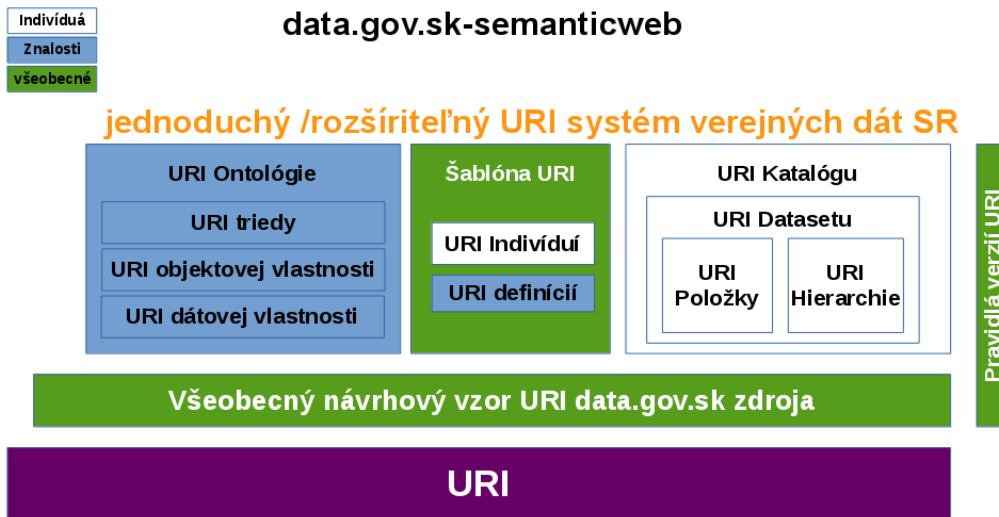 Indivíduá
Znalosti
všeobecné
data.gov.sk-semanticweb
jednoduchý /rozšíriteľný URI systém verejných dát SR
URI Ontológie
URI triedy
URI objektovej vlastnosti
URI dátovej vlastnosti
Šablóna URI
URI Indivíduí
URI definícií
URI Katalógu
URI Datasetu
URI
Položky
URI
Hierarchie
Pravidlá verzií URI
Všeobecný návrhový vzor URI data.gov.sk zdroja
URI